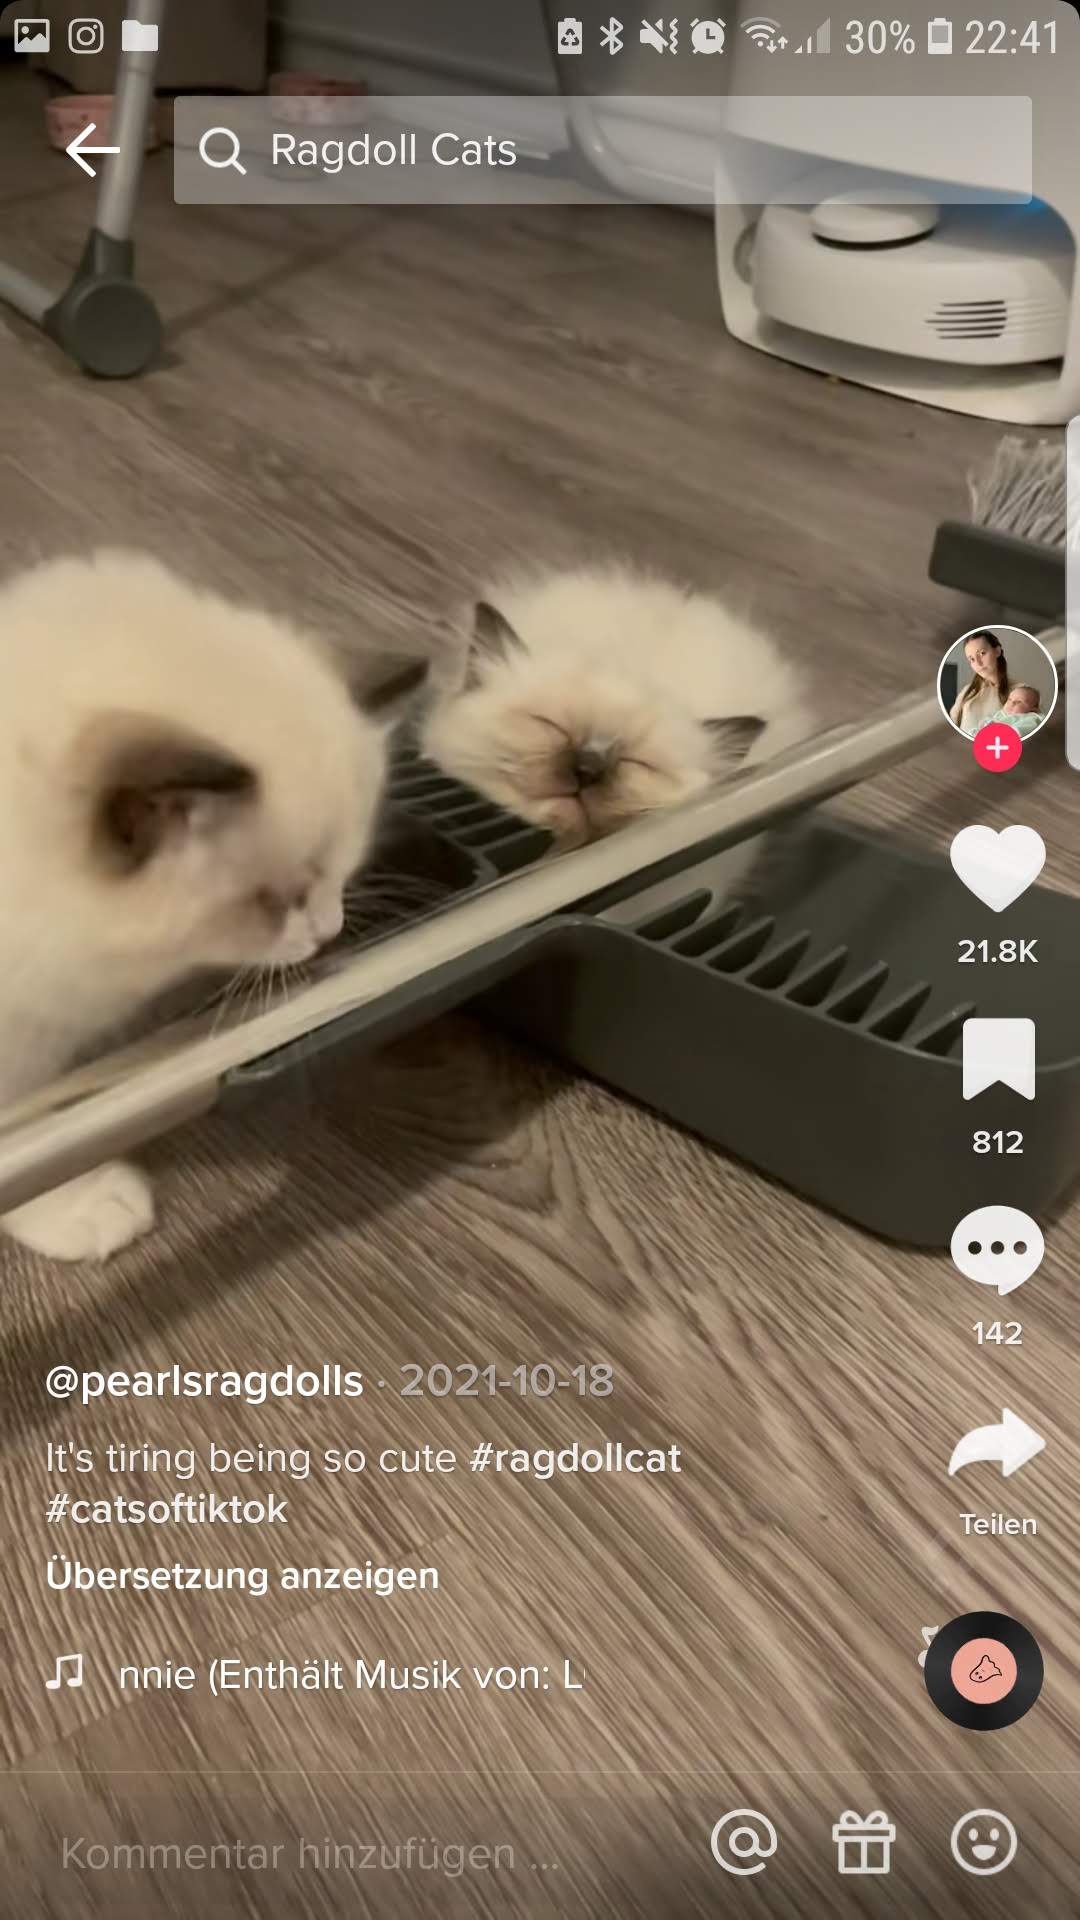 30% 22:41
Ragdoll Cats
21.8K
812
142
@pearlsragdolls · 2021-10-18
It's tiring being so cute #ragdollcat
#catsoftiktok
Teilen
Übersetzung anzeigen
nnie (Enthält Musik von:
Kommentar hinzufügen ...